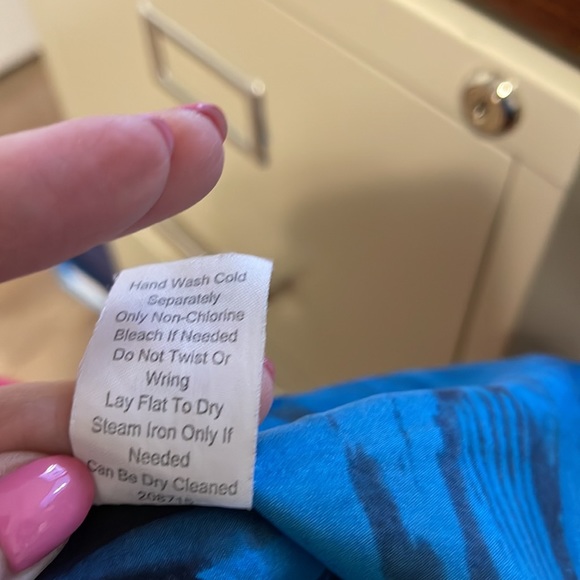 Hand Wash Cold
Separately
Only Non-Chlorine
Bleach If Needed
Do Not Twist Or
Wring
Lay Flat To Dry
Steam Iron Only If
Needed
Can Be Dry Cleaned